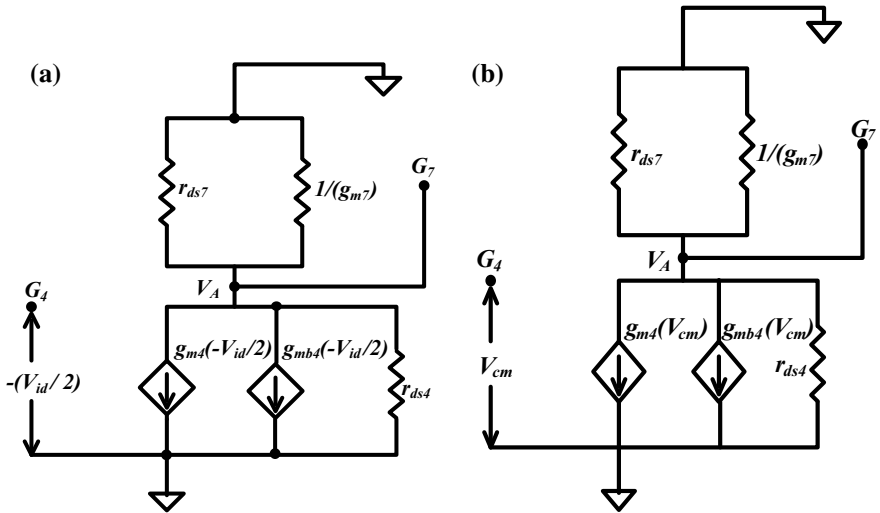 (a)
r_ds7
1/(g_m7)
G_7
V_A
G_4
-(V_id / 2)
g_m4(-V_id/2)
g_mb4(-V_id/2)
r_ds4
(b)
r_ds7
1/(g_m7)
G_7
V_A
G_4
V_cm
g_m4(V_cm)
g_mb4(V_cm)
r_ds4